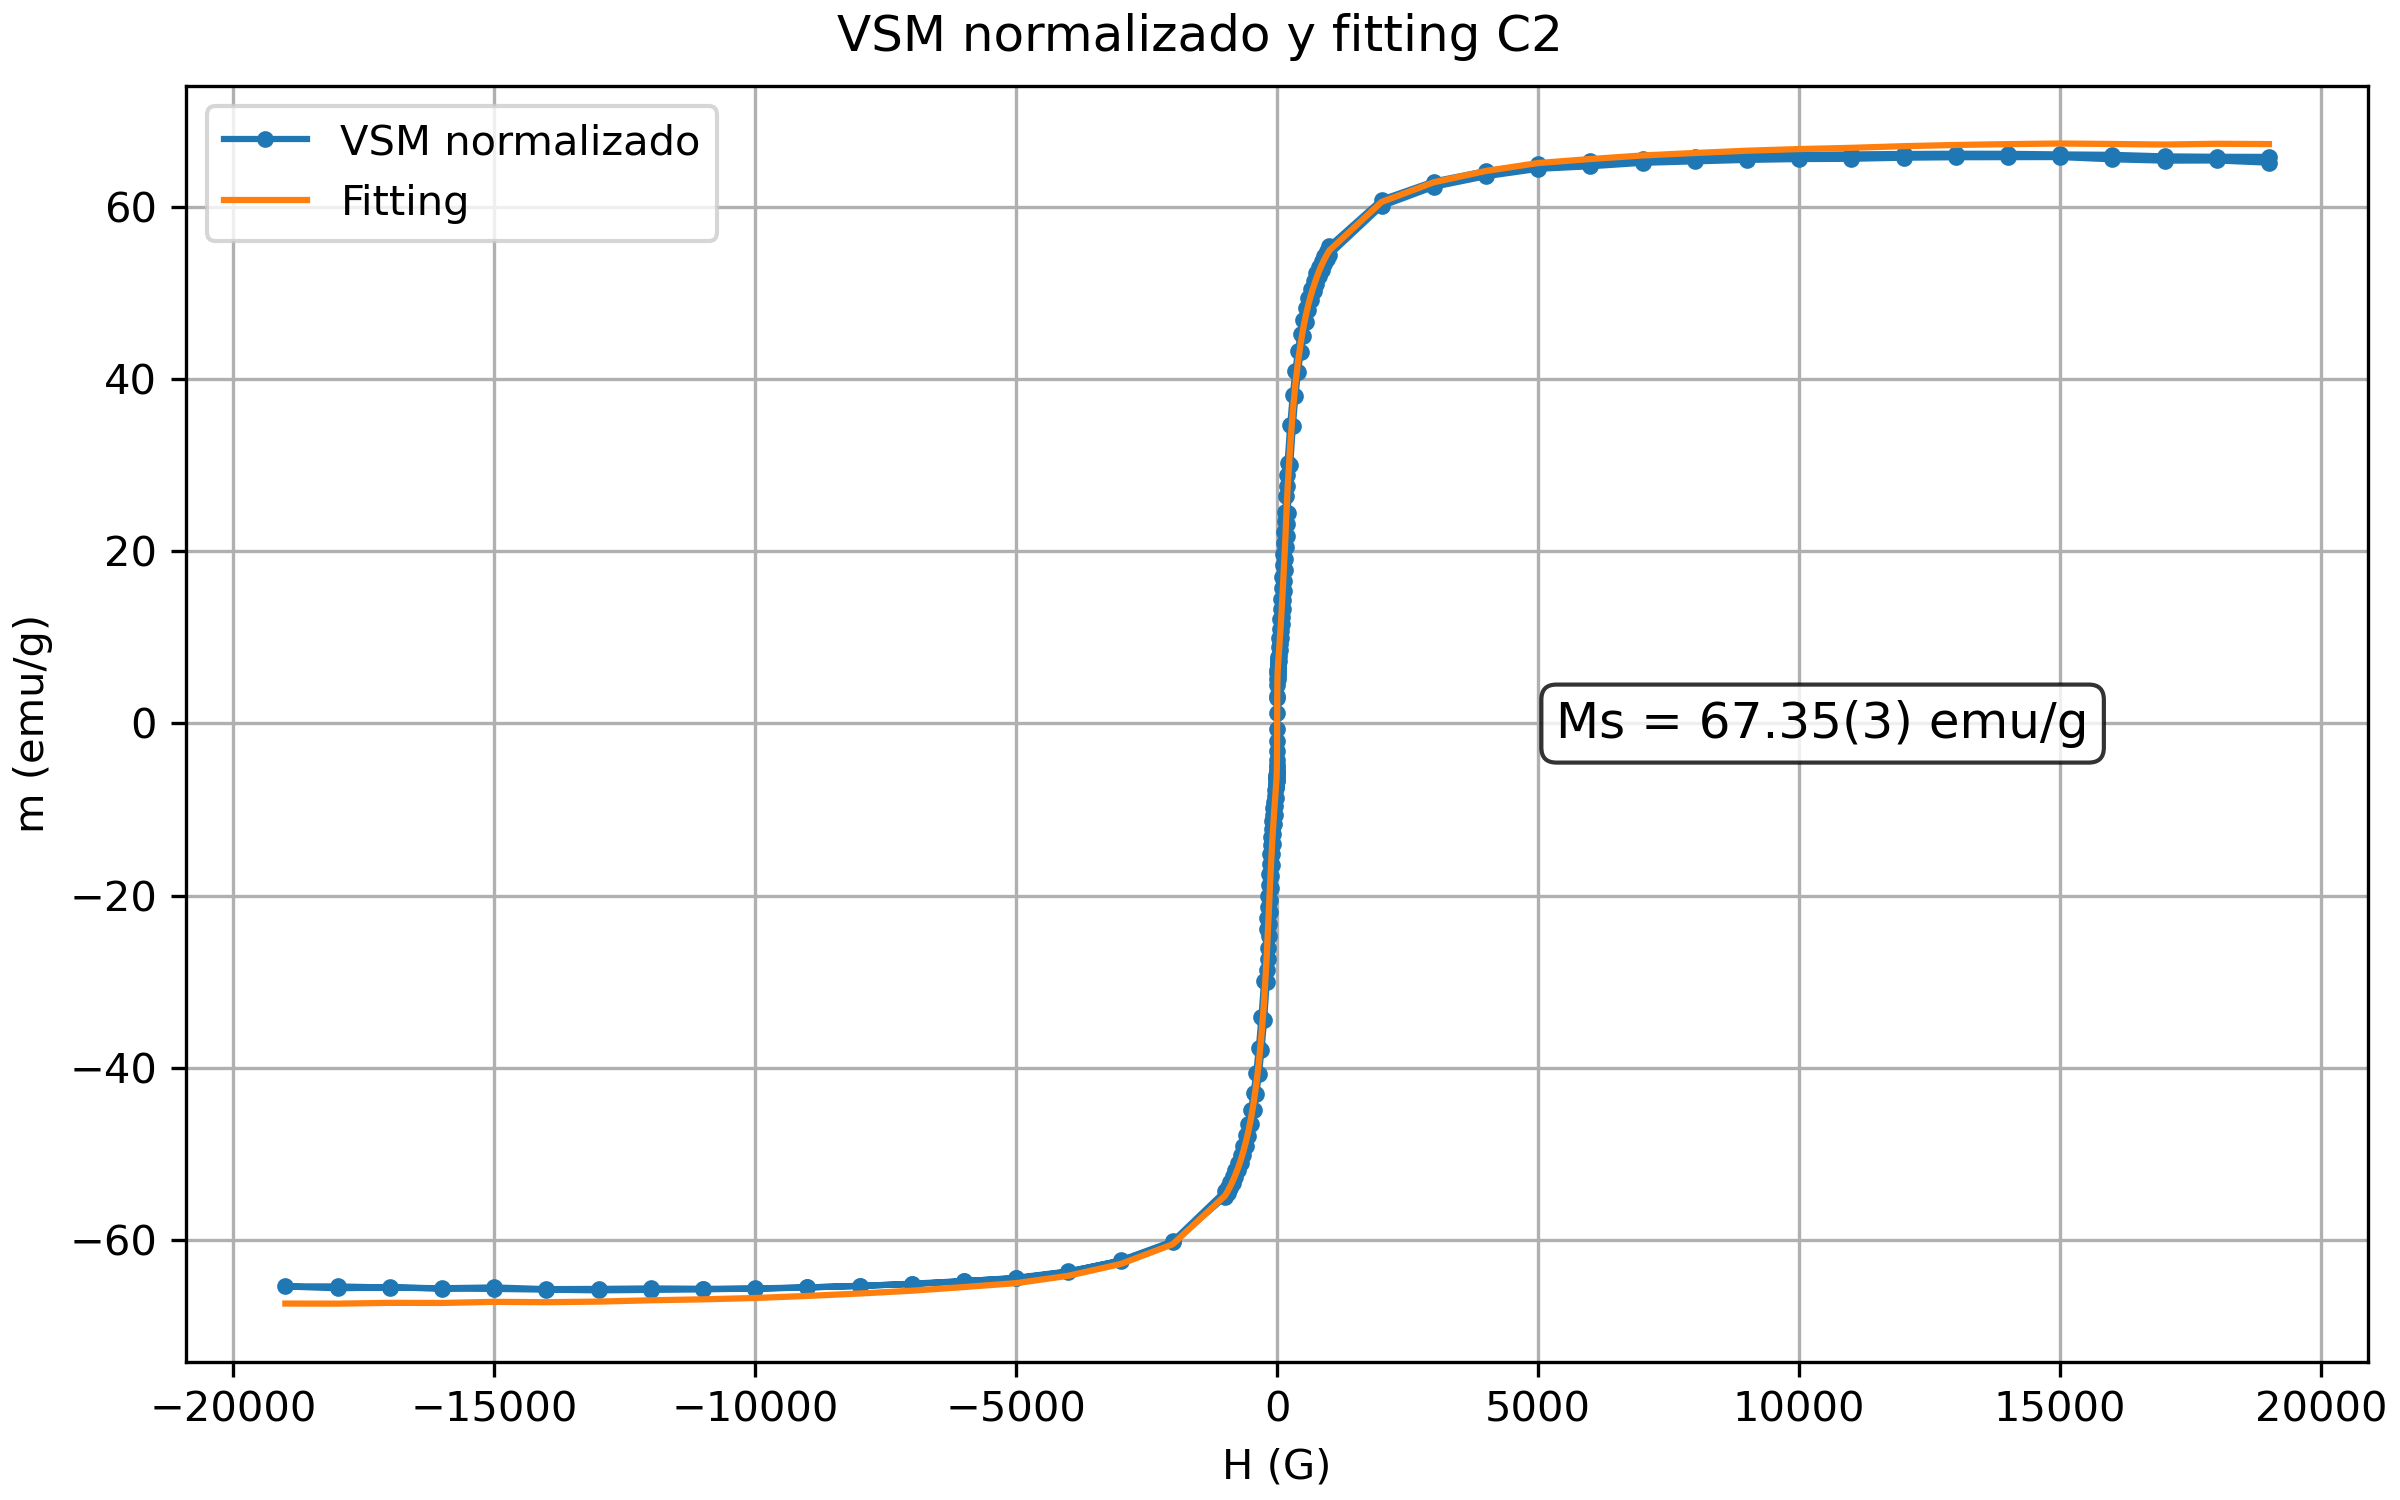 VSM normalizado y fitting C2
VSM normalizado
Fitting
60
40
20
0
−20
−40
−60
m (emu/g)
Ms = 67.35(3) emu/g
−20000 −15000 −10000 −5000 0 5000 10000 15000 20000
H (G)